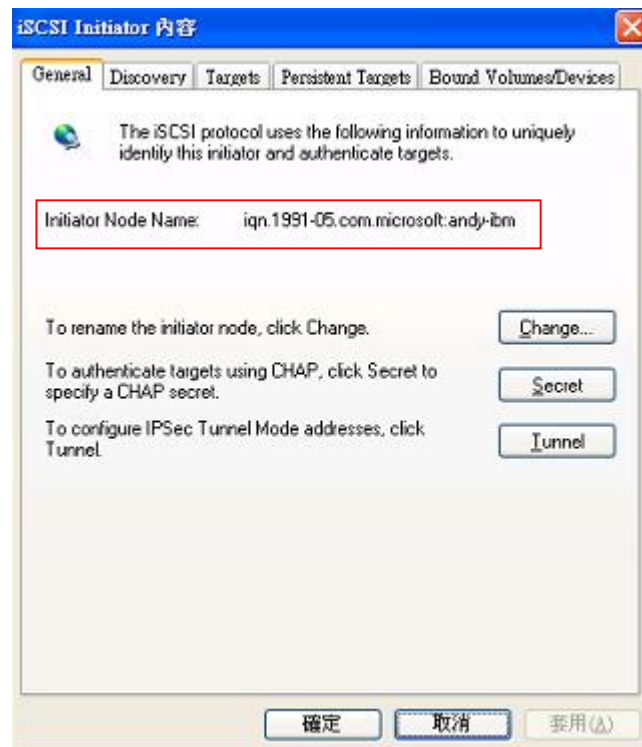 iSCSI Initiator 內容
General Discovery Targets Persistent Targets Bound Volumes/Devices
The iSCSI protocol uses the following information to uniquely
identify this initiator and authenticate targets.
Initiator Node Name: iqn.1991-05.com.microsoft:andy-ibm
To rename the initiator node, click Change.
Change...
To authenticate targets using CHAP, click Secret to
specify a CHAP secret.
Secret
To configure IPSec Tunnel Mode addresses, click
Tunnel.
Tunnel
確定 取消 套用(A)